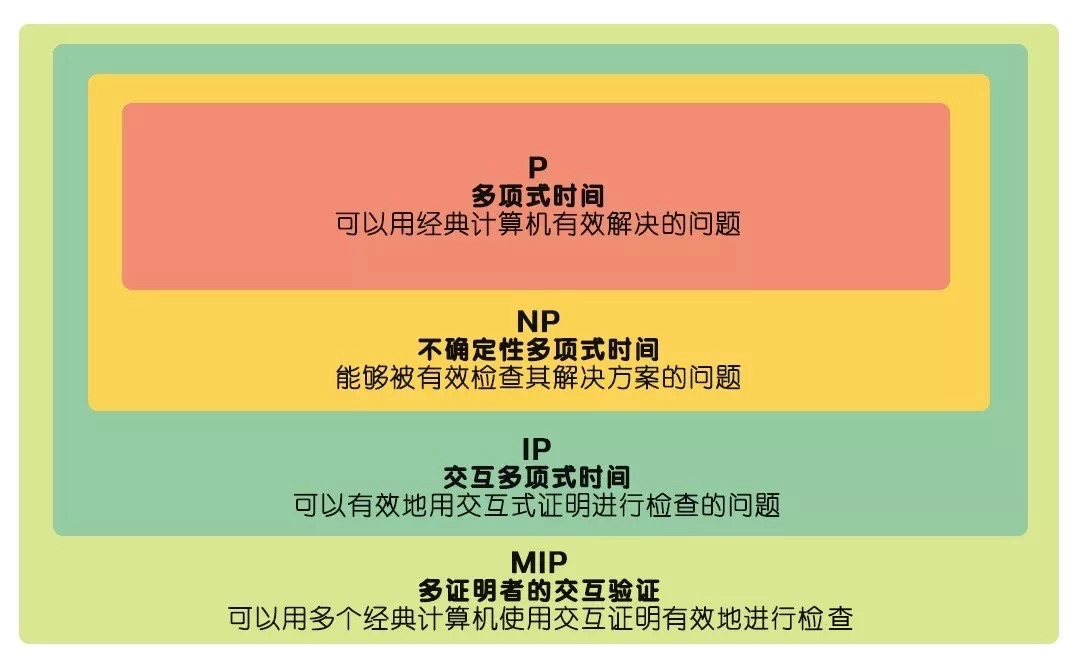 P
多项式时间
可以用经典计算机有效解决的问题
NP
不确定性多项式时间
能够被有效检查其解决方案的问题
IP
交互多项式时间
可以有效地用交互式证明进行检查的问题
MIP
多证明者的交互验证
可以用多个经典计算机使用交互证明有效地进行检查